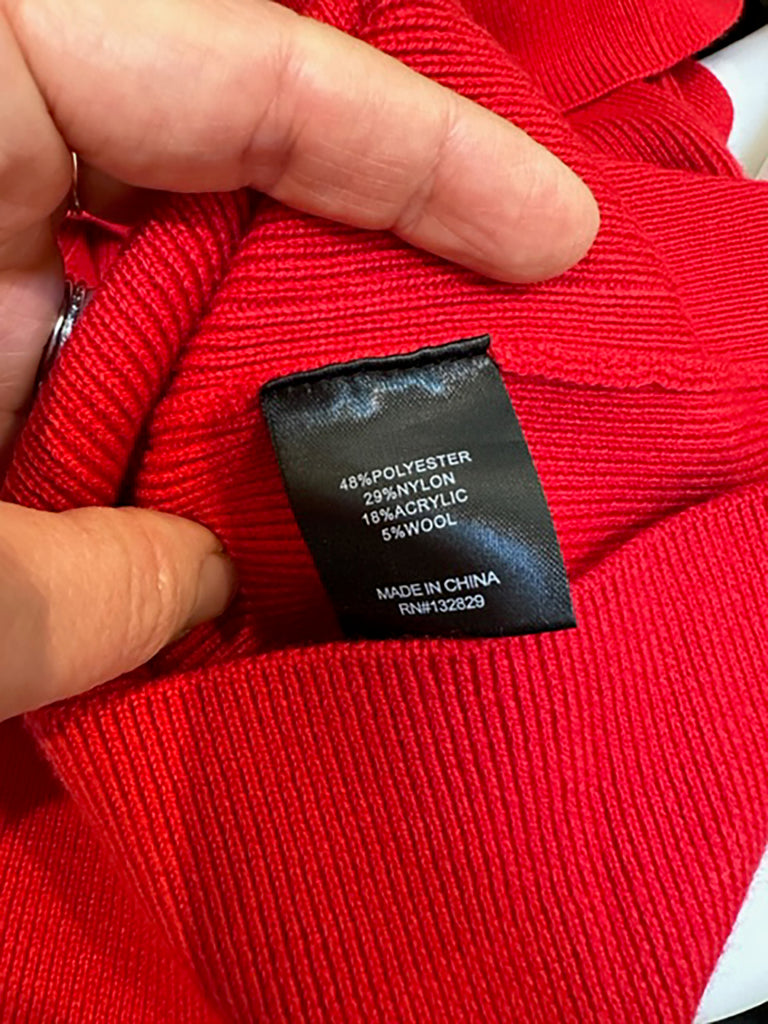 48%POLYESTER
29%NYLON
18%ACRYLIC
5%WOOL
MADE IN CHINA
RN#132829